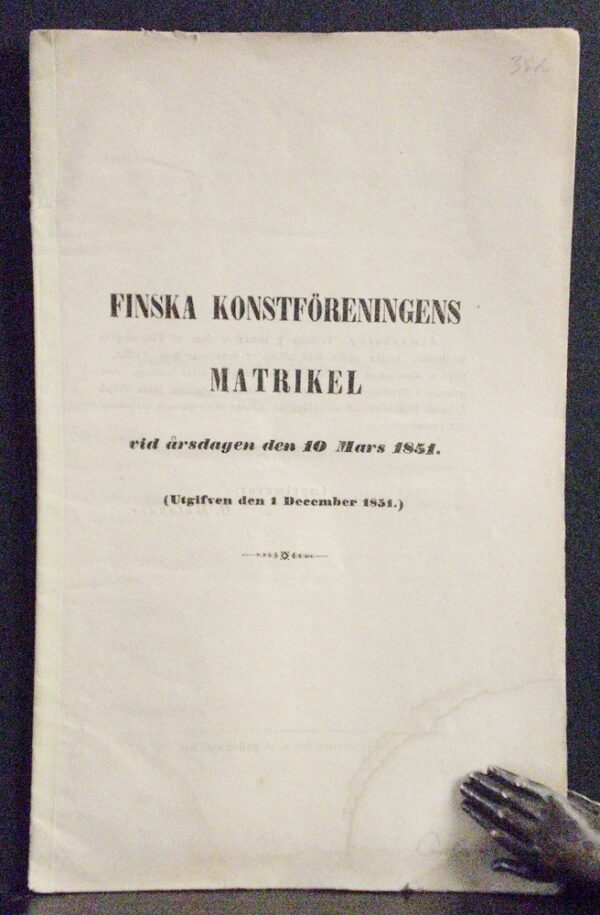 FINSKA KONSTFÖRENINGENS
MATRIKEL
vid årsdagen den 10 Mars 1851.
(Utgifven den 1 December 1851.)